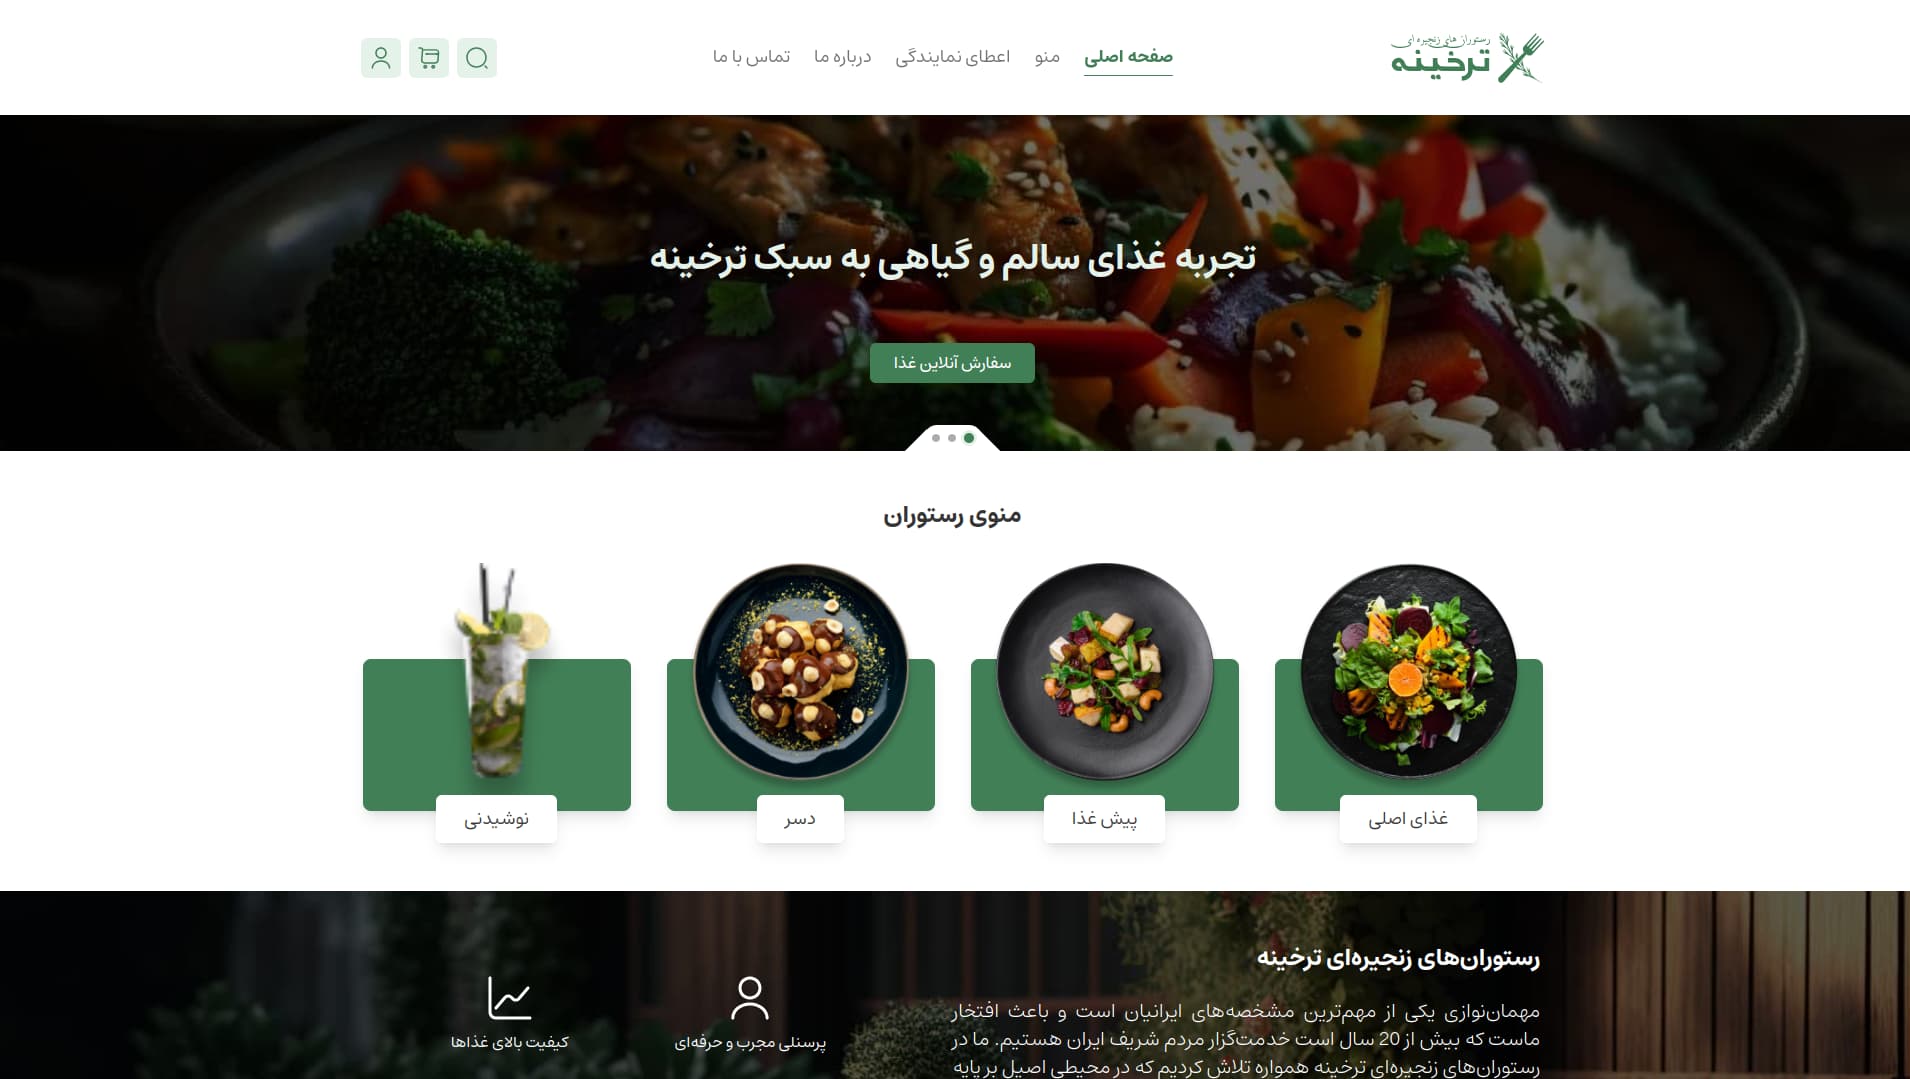 رستوران های زنجیره ای
ترخینه
صفحه اصلی
منو
اعطای نمایندگی
درباره ما
تماس با ما
تجربه غذای سالم و گیاهی به سبک ترخینه
سفارش آنلاین غذا
منوی رستوران
غذای اصلی
پیش غذا
دسر
نوشیدنی
رستوران‌های زنجیره‌ای ترخینه
مهمان‌نوازی یکی از مهم‌ترین مشخصه‌های ایرانیان است و باعث افتخار
ماست که بیش از 20 سال است خدمت‌گزار مردم شریف ایران هستیم. ما در
رستوران‌های زنجیره‌ای ترخینه همواره تلاش کردیم که در محیطی اصیل بر پایه
پرسنلی مجرب و حرفه‌ای
کیفیت بالای غذاها